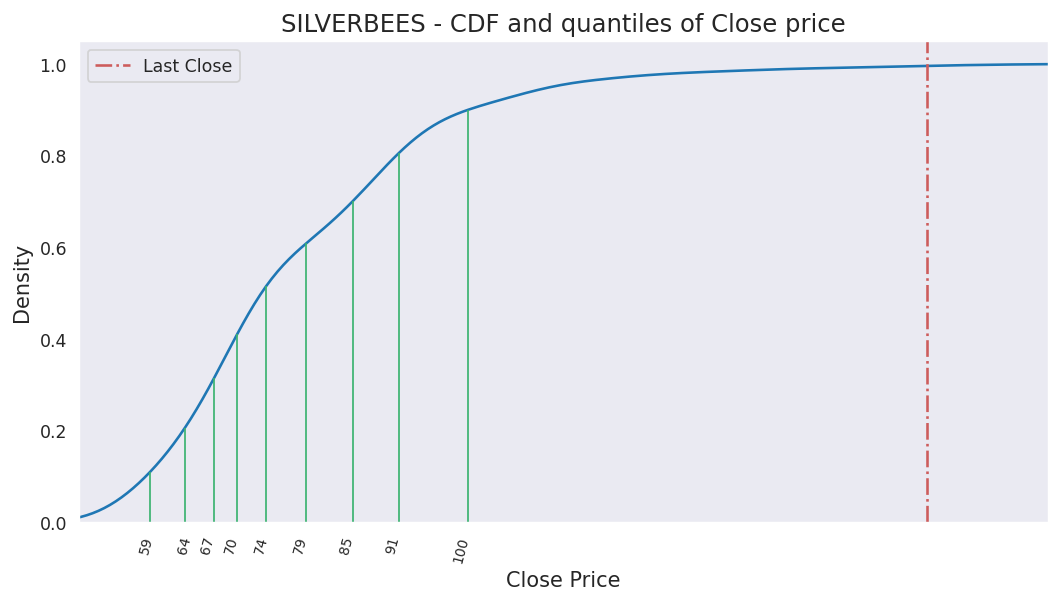 SILVERBEES - CDF and quantiles of Close price
Last Close
1.0
0.8
0.6
0.4
0.2
0.0
Density
59 64 67 70 74 79 85 91 100
Close Price